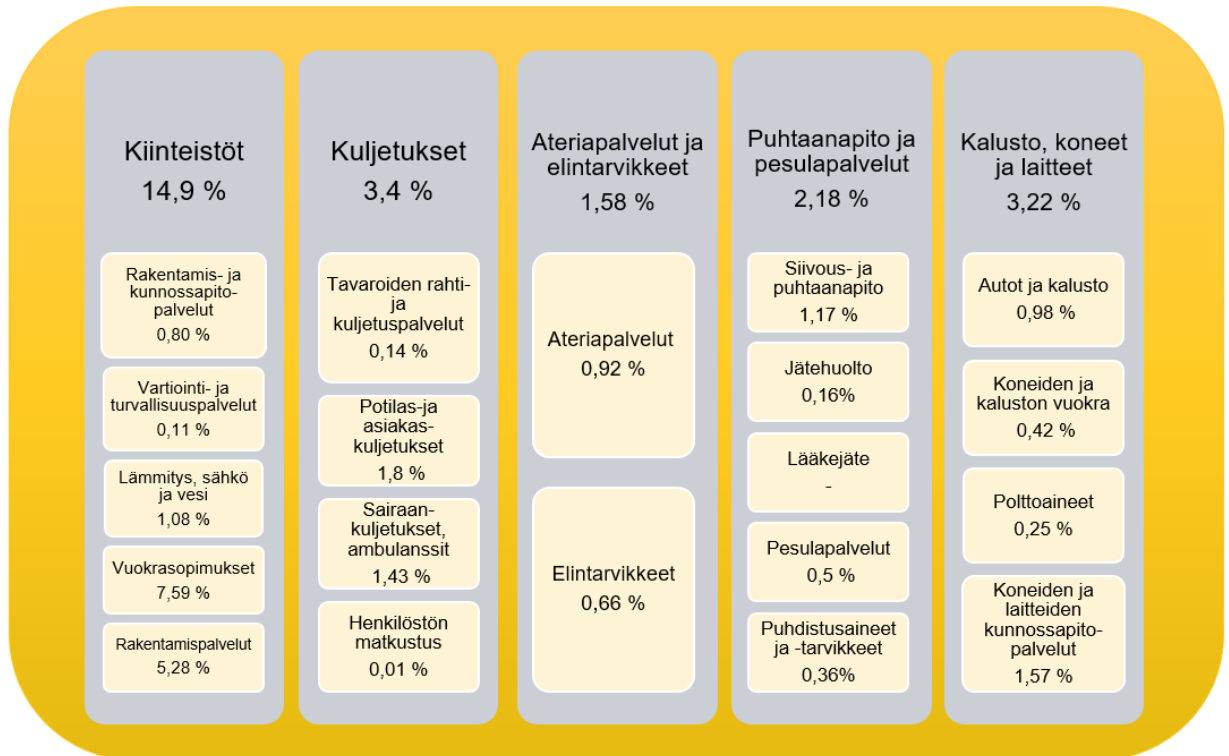 Kiinteistöt
14,9 %
Rakentamis- ja
kunnossapito-
palvelut
0,80 %
Vartiointi- ja
turvallisuuspalvelut
0,11 %
Lämmitys, sähkö
ja vesi
1,08 %
Vuokrasopimukset
7,59 %
Rakentamispalvelut
5,28 %
Kuljetukset
3,4 %
Tavaroiden rahti-
ja
kuljetuspalvelut
0,14 %
Potilas-ja
asiakas-
kuljetukset
1,8 %
Sairaan-
kuljetukset,
ambulanssit
1,43 %
Henkilöstön
matkustus
0,01 %
Ateriapalvelut ja
elintarvikkeet
1,58 %
Ateriapalvelut
0,92 %
Elintarvikkeet
0,66 %
Puhtaanapito ja
pesulapalvelut
2,18 %
Siivous- ja
puhtaanapito
1,17 %
Jätehuolto
0,16%
Lääkejäte
-
Pesulapalvelut
0,5 %
Puhdistusaineet
ja -tarvikkeet
0,36%
Kalusto, koneet
ja laitteet
3,22 %
Autot ja kalusto
0,98 %
Koneiden ja
kaluston vuokra
0,42 %
Polttoaineet
0,25 %
Koneiden ja
laitteiden
kunnossapito-
palvelut
1,57 %